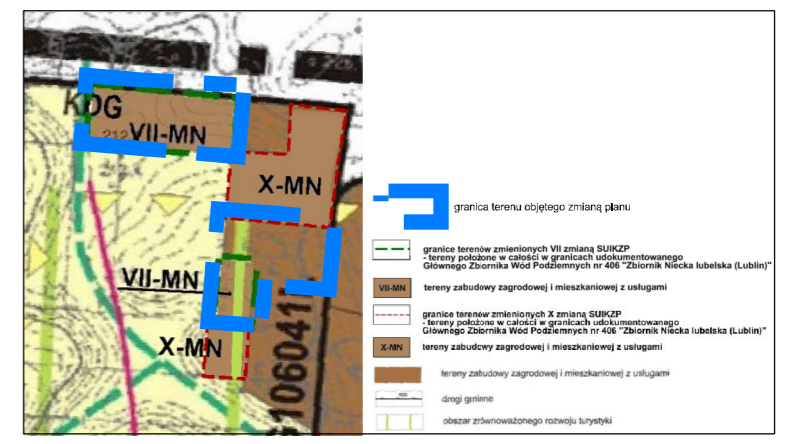 KDG
212
VII-MN
X-MN
VII-MN
X-MN
106041
granica terenu objętego zmianą planu
granice terenów zmienionych VII zmianą SUIKZP
- tereny położone w całości w granicach udokumentowanego
Głównego Zbiornika Wód Podziemnych nr 406 "Zbiornik Niecka lubelska (Lublin)"
VII-MN tereny zabudowy zagrodowej i mieszkaniowej z usługami
granice terenów zmienionych X zmianą SUIKZP
- tereny położone w całości w granicach udokumentowanego
Głównego Zbiornika Wód Podziemnych nr 406 "Zbiornik Niecka lubelska (Lublin)"
X-MN tereny zabudcwy zagrodowej i mieszkaniowej z usługami
tereny zabudowy zagrodowej i mieszkaniowej z usługami
KDG drogi gminne
obszar zrównoważonego rozwoju turystyki